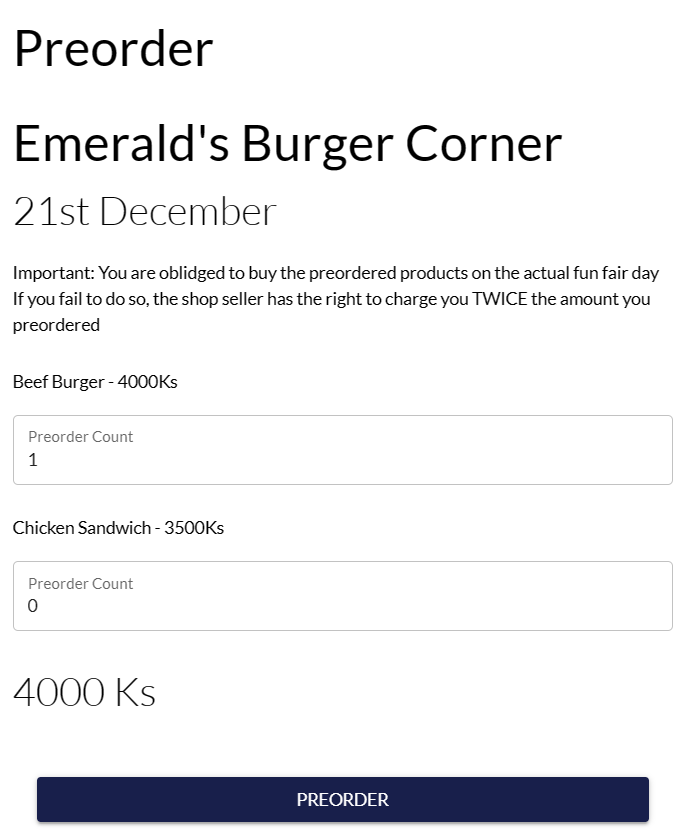 Preorder
Emerald's Burger Corner
21st December
Important: You are oblidged to buy the preordered products on the actual fun fair day
If you fail to do so, the shop seller has the right to charge you TWICE the amount you
preordered
Beef Burger - 4000Ks
Preorder Count
1
Chicken Sandwich - 3500Ks
Preorder Count
0
4000 Ks
PREORDER